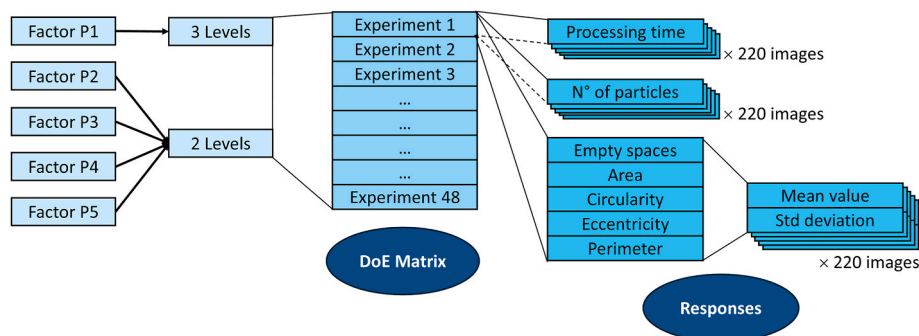 Factor P1
Factor P2
Factor P3
Factor P4
Factor P5
3 Levels
2 Levels
Experiment 1
Experiment 2
Experiment 3
...
...
...
...
Experiment 48
DoE Matrix
Processing time
× 220 images
N° of particles
× 220 images
Empty spaces
Area
Circularity
Eccentricity
Perimeter
Mean value
Std deviation
× 220 images
Responses